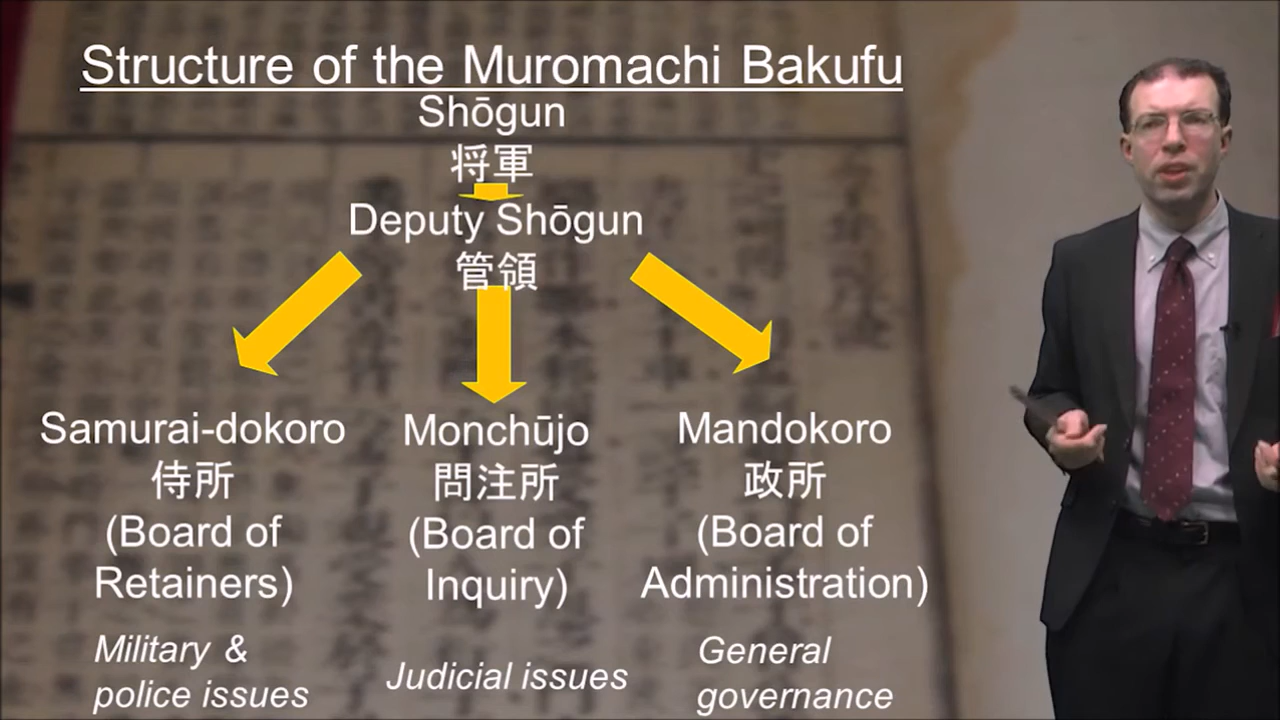 Structure of the Muromachi Bakufu
Shōgun
将軍
Deputy Shōgun
管領
Samurai-dokoro
侍所
(Board of
Retainers)
Military &
police issues
Monchūjo
問注所
(Board of
Inquiry)
Judicial issues
Mandokoro
政所
(Board of
Administration)
General
governance